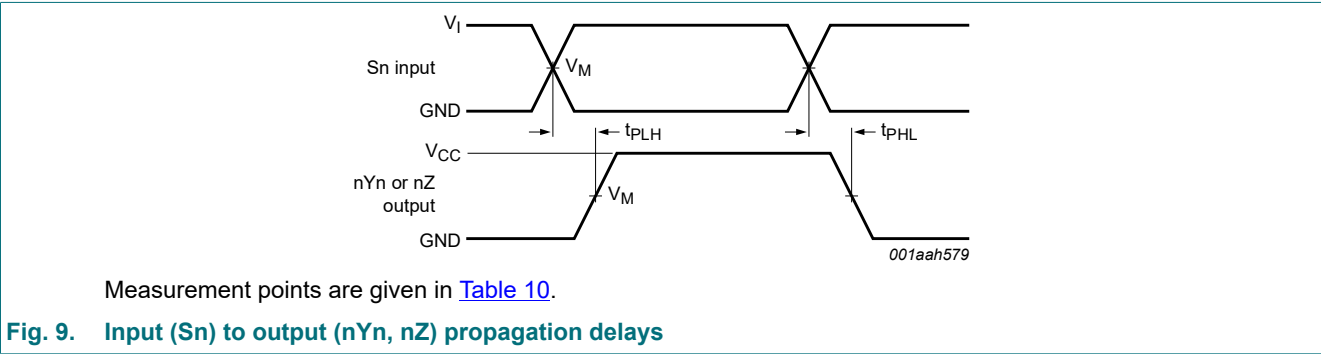 VI
Sn input
VM
GND
tPLH
tPHL
VCC
nYn or nZ
output
VM
GND
001aah579
Measurement points are given in Table 10.
Fig. 9. Input (Sn) to output (nYn, nZ) propagation delays